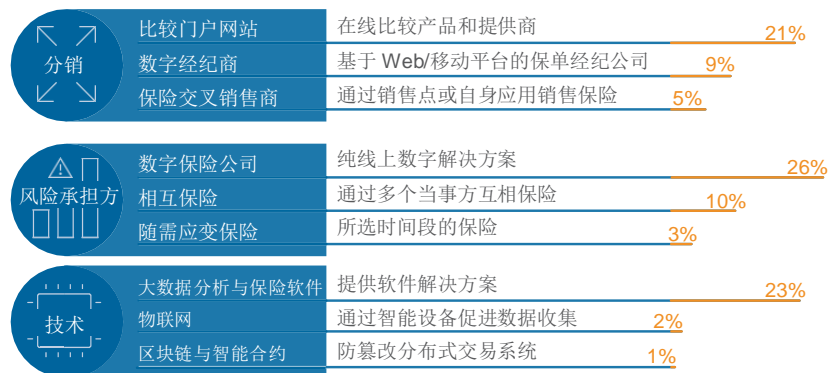 分销
比较门户网站 在线比较产品和提供商 21%
数字经纪商 基于 Web/移动平台的保单经纪公司 9%
保险交叉销售商 通过销售点或自身应用销售保险 5%
风险承担方
数字保险公司 纯线上数字解决方案 26%
相互保险 通过多个当事方互相保险 10%
随需应变保险 所选时间段的保险 3%
技术
大数据分析与保险软件 提供软件解决方案 23%
物联网 通过智能设备促进数据收集 2%
区块链与智能合约 防篡改分布式交易系统 1%